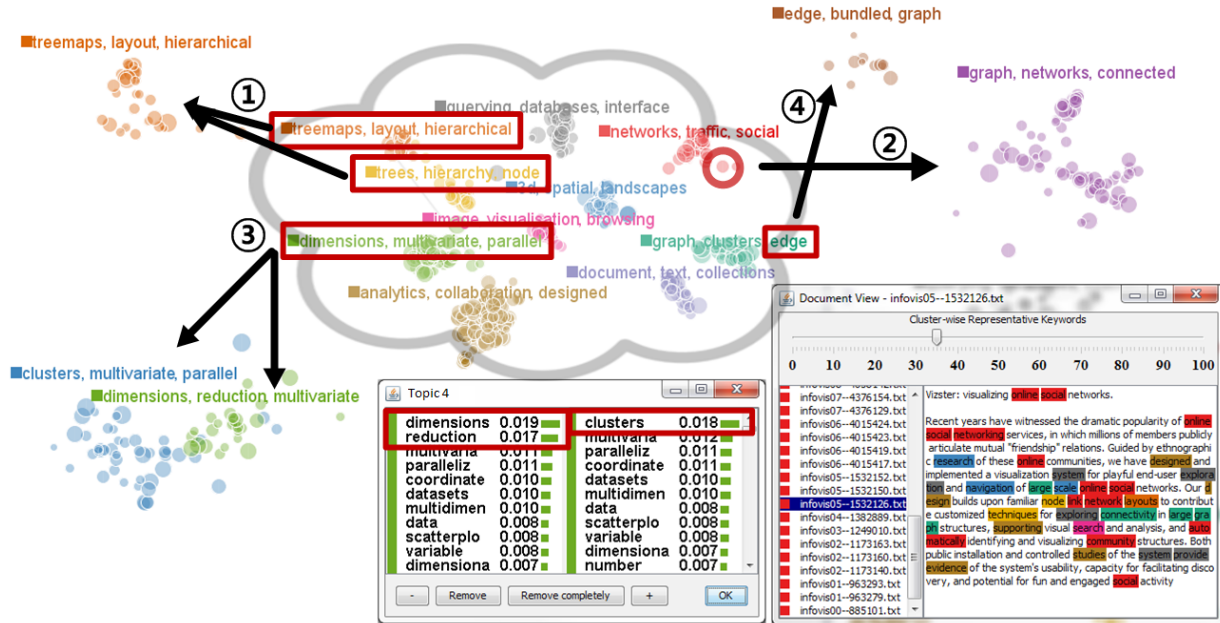 edge, bundled, graph
treemaps, layout, hierarchical
graph, networks, connected
①
④
querying, databases, interface
treemaps, layout, hierarchical
networks, traffic, social
②
trees, hierarchy, node
3d, spatial, landscapes
image, visualisation, browsing
③
dimensions, multivariate, parallel
graph, clusters, edge
document, text, collections
analytics, collaboration, designed
clusters, multivariate, parallel
dimensions, reduction, multivariate
Topic 4
dimensions 0.019
reduction 0.017
multivaria 0.011
paralleliz 0.011
coordinate 0.010
datasets 0.010
multidimen 0.010
data 0.008
scatterplo 0.008
variable 0.008
dimensiona 0.007
clusters 0.018
multivaria 0.012
paralleliz 0.011
coordinate 0.011
datasets 0.010
multidimen 0.010
data 0.008
scatterplo 0.008
variable 0.008
dimensiona 0.007
number 0.007
- Remove Remove completely + OK
Document View - infovis05--1532126.txt
Cluster-wise Representative Keywords
0 10 20 30 40 50 60 70 80 90 100
infovis07--4376154.txt
infovis07--4376129.txt
infovis06--4015424.txt
infovis06--4015423.txt
infovis06--4015419.txt
infovis06--4015417.txt
infovis05--1532152.txt
infovis05--1532150.txt
infovis05--1532126.txt
infovis04--1382889.txt
infovis03--1249010.txt
infovis02--1173163.txt
infovis02--1173160.txt
infovis02--1173140.txt
infovis01--963293.txt
infovis01--963279.txt
infovis00--885101.txt
Vizster: visualizing online social networks.
Recent years have witnessed the dramatic popularity of online
social networking services, in which millions of members publicly
articulate mutual "friendship" relations. Guided by ethnographi
c research of these online communities, we have designed and
implemented a visualization system for playful end-user explora
tion and navigation of large scale online social networks. Our d
esign builds upon familiar node link network layouts to contribut
e customized techniques for exploring connectivity in large gra
ph structures, supporting visual search and analysis, and auto
matically identifying and visualizing community structures. Both
public installation and controlled studies of the system provide
evidence of the system's usability, capacity for facilitating disco
very, and potential for fun and engaged social activity